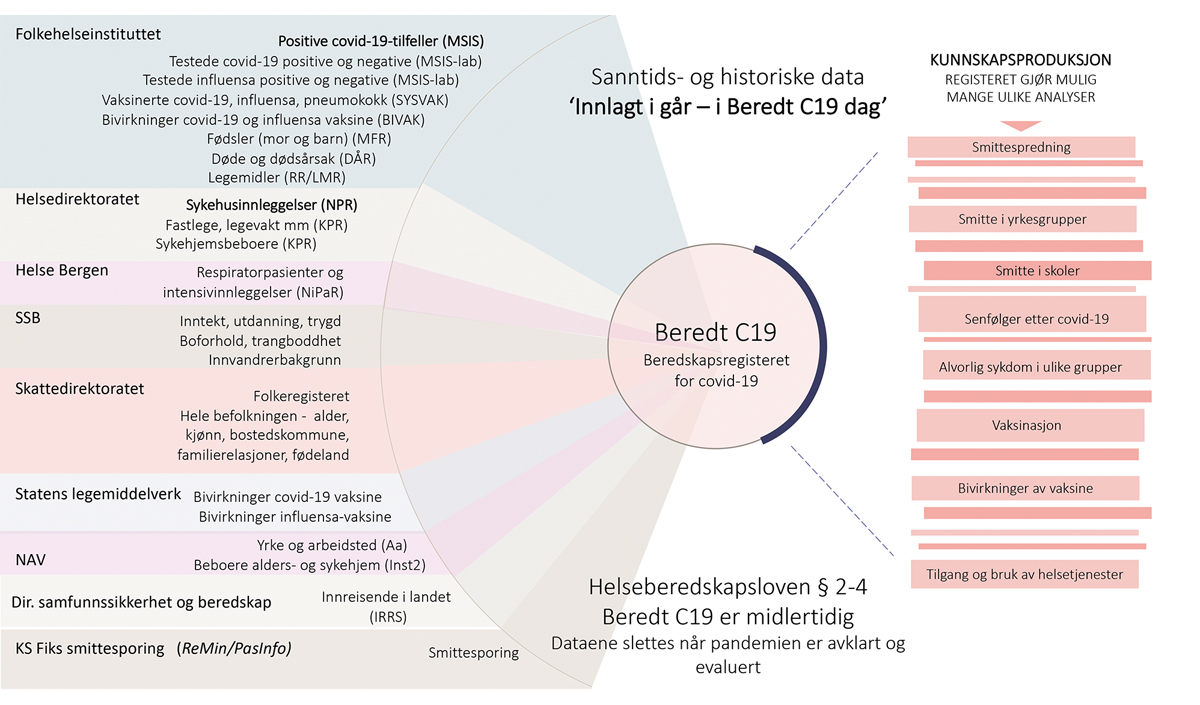 Folkehelseinstituttet
Positive covid-19-tilfeller (MSIS)
Testede covid-19 positive og negative (MSIS-lab)
Testede influensa positive og negative (MSIS-lab)
Vaksinerte covid-19, influensa, pneumokokk (SYSVAK)
Bivirkninger covid-19 og influensa vaksine (BIVAK)
Fødsler (mor og barn) (MFR)
Døde og dødsårsak (DÅR)
Legemidler (RR/LMR)
Helsedirektoratet
Sykehusinnleggelser (NPR)
Fastlege, legevakt mm (KPR)
Sykehjemsbeboere (KPR)
Helse Bergen
Respiratorpasienter og
intensivinnleggelser (NiPaR)
SSB
Inntekt, utdanning, trygd
Boforhold, trangboddhet
Innvandrerbakgrunn
Skattedirektoratet
Folkeregisteret
Hele befolkningen - alder,
kjønn, bostedskommune,
familierelasjoner, fødeland
Statens legemiddelverk
Bivirkninger covid-19 vaksine
Bivirkninger influensa-vaksine
NAV
Yrke og arbeidsted (Aa)
Beboere alders- og sykehjem (Inst2)
Dir. samfunnssikkerhet og beredskap
Innreisende i landet
(IRRS)
KS Fiks smittesporing (ReMin/PasInfo)
Smittesporing
Sanntids- og historiske data
‘Innlagt i går – i Beredt C19 dag’
Beredt C19
Beredskapsregisteret
for covid-19
Helseberedskapsloven § 2-4
Beredt C19 er midlertidig
Dataene slettes når pandemien er avklart og
evaluert
KUNNSKAPSPRODUKSJON
REGISTERET GJØR MULIG
MANGE ULIKE ANALYSER
Smittespredning
Smitte i yrkesgrupper
Smitte i skoler
Senfølger etter covid-19
Alvorlig sykdom i ulike grupper
Vaksinasjon
Bivirkninger av vaksine
Tilgang og bruk av helsetjenester